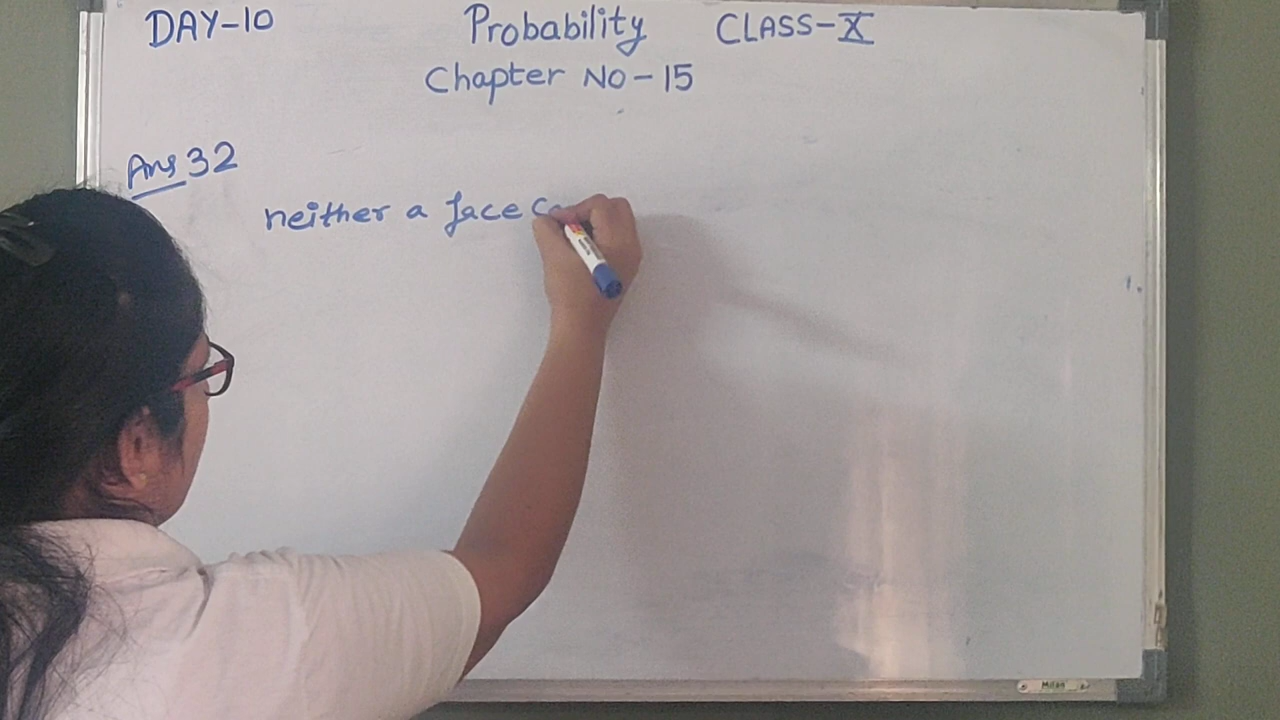 DAY-10 Probability CLASS-X
Chapter NO-15
Ans 32
neither a face